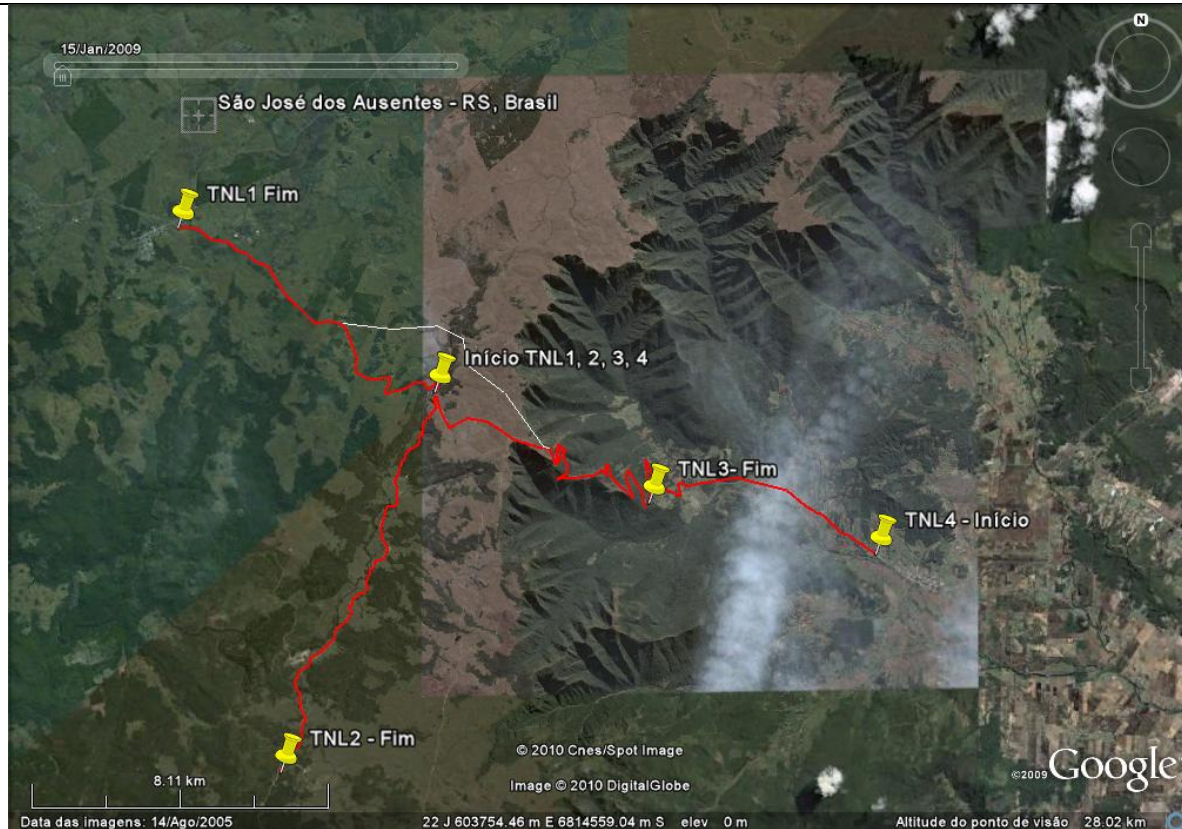 15/Jan/2009
N
São José dos Ausentes - RS, Brasil
TNL1 Fim
Início TNL1, 2, 3, 4
TNL3- Fim
TNL4 - Início
TNL2 - Fim
© 2010 Cnes/Spot Image
Image © 2010 DigitalGlobe
©2009 Google
8.11 km
Data das imagens: 14/Ago/2005 22 J 603754.46 m E 6814559.04 m S elev 0 m Altitude do ponto de visão 28.02 km